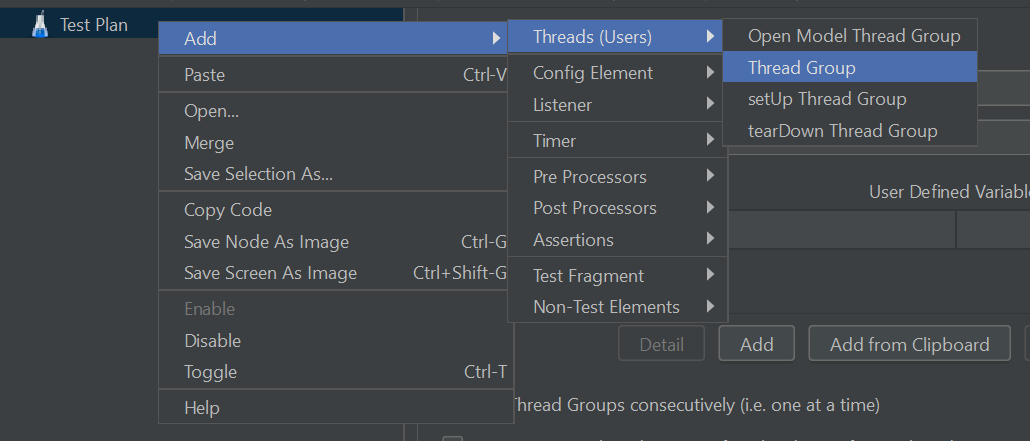 Test Plan
Add
Paste Ctrl-V
Open...
Merge
Save Selection As...
Copy Code
Save Node As Image Ctrl-G
Save Screen As Image Ctrl+Shift-G
Enable
Disable
Toggle Ctrl-T
Help
Threads (Users)
Config Element
Listener
Timer
Pre Processors
Post Processors
Assertions
Test Fragment
Non-Test Elements
Open Model Thread Group
Thread Group
setUp Thread Group
tearDown Thread Group
User Defined Variable
Detail Add Add from Clipboard
Thread Groups consecutively (i.e. one at a time)